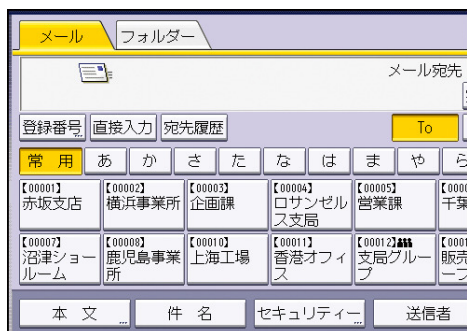 メール フォルダー
メール宛先
登録番号 直接入力 宛先履歴 To
常用 あ か さ た な は ま や ら
【00001】 【00002】 【00003】 【00004】 【00005】
赤坂支店 横浜事業所 企画課 ロサンゼルス支局 営業課 千葉
【00007】 【00008】 【00010】 【00011】 【00012】
沼津ショールーム 鹿児島事業所 上海工場 香港オフィス 支局グループ 販売
本文 件名 セキュリティー 送信者